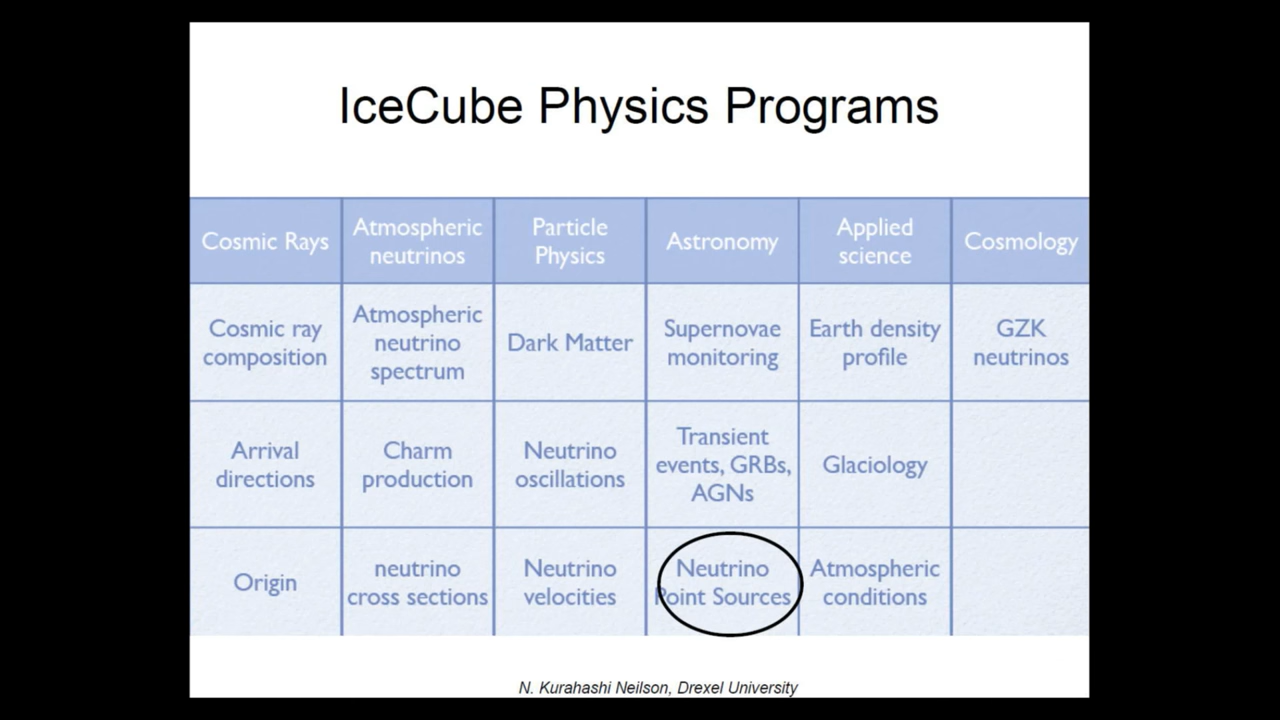 IceCube Physics Programs
Cosmic Rays
Atmospheric
neutrinos
Particle
Physics
Astronomy
Applied
science
Cosmology
Cosmic ray
composition
Atmospheric
neutrino
spectrum
Dark Matter
Supernovae
monitoring
Earth density
profile
GZK
neutrinos
Arrival
directions
Charm
production
Neutrino
oscillations
Transient
events, GRBs,
AGNs
Glaciology
Origin
neutrino
cross sections
Neutrino
velocities
Neutrino
Point Sources
Atmospheric
conditions
N. Kurahashi Neilson, Drexel University